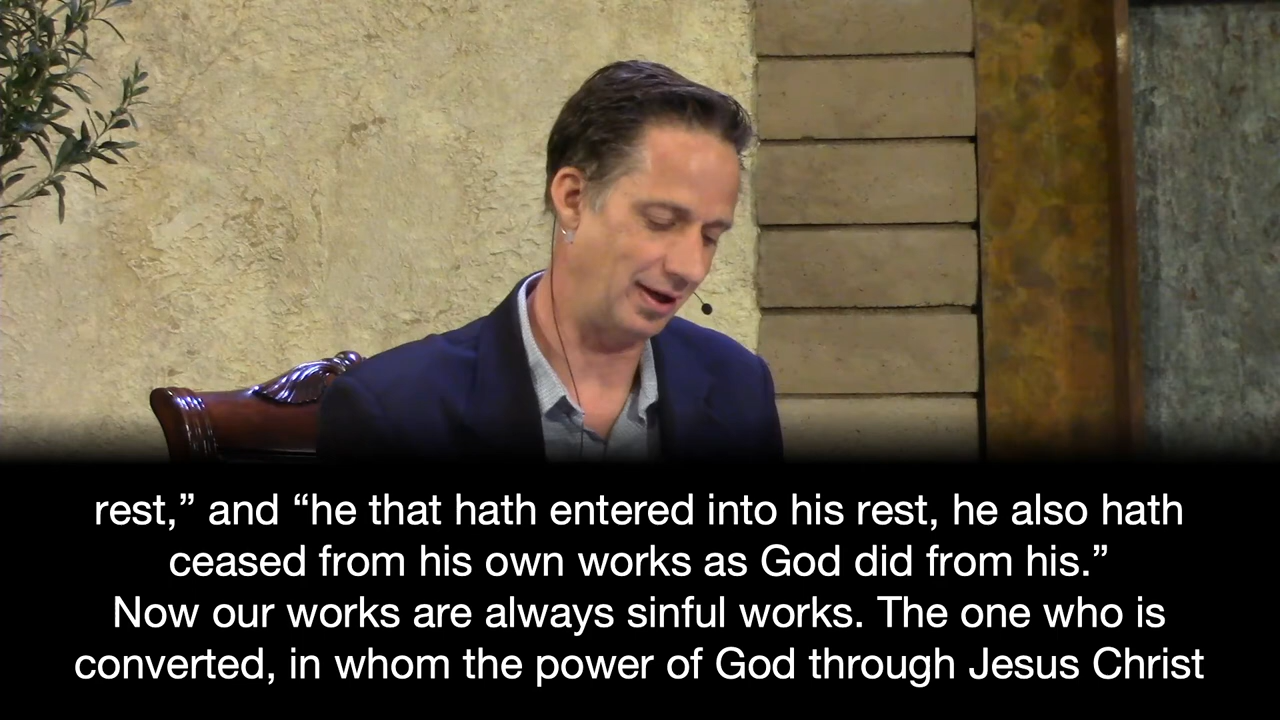 rest,” and “he that hath entered into his rest, he also hath
ceased from his own works as God did from his.”
Now our works are always sinful works. The one who is
converted, in whom the power of God through Jesus Christ